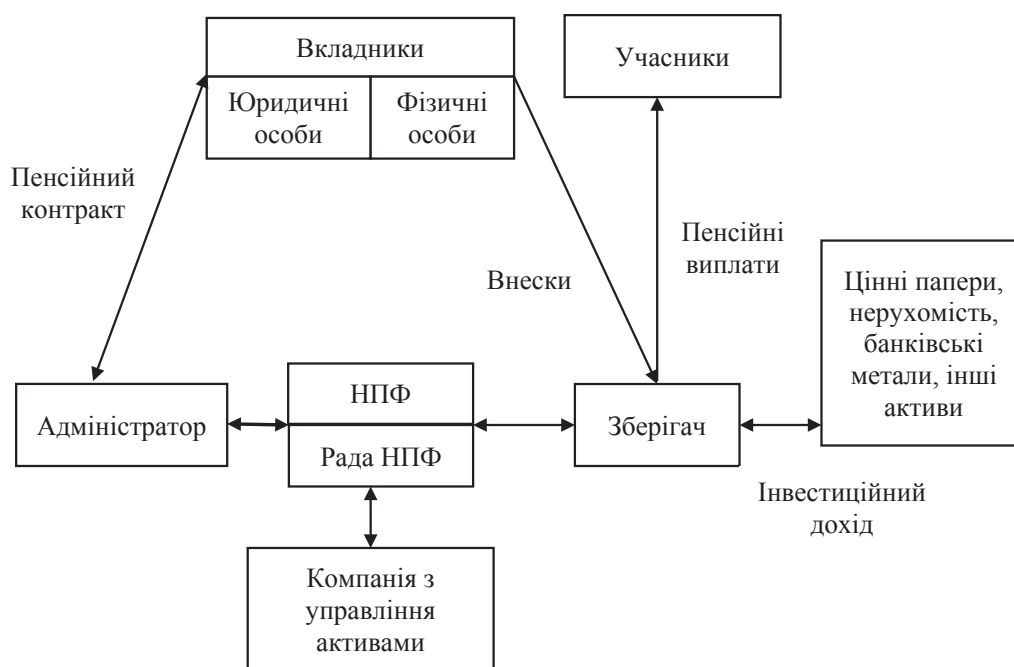 Вкладники
Юридичні
особи
Фізичні
особи
Учасники
Пенсійний
контракт
Внески
Пенсійні
виплати
Цінні папери,
нерухомість,
банківські
метали, інші
активи
Адміністратор
НПФ
Рада НПФ
Зберігач
Інвестиційний
дохід
Компанія з
управління
активами